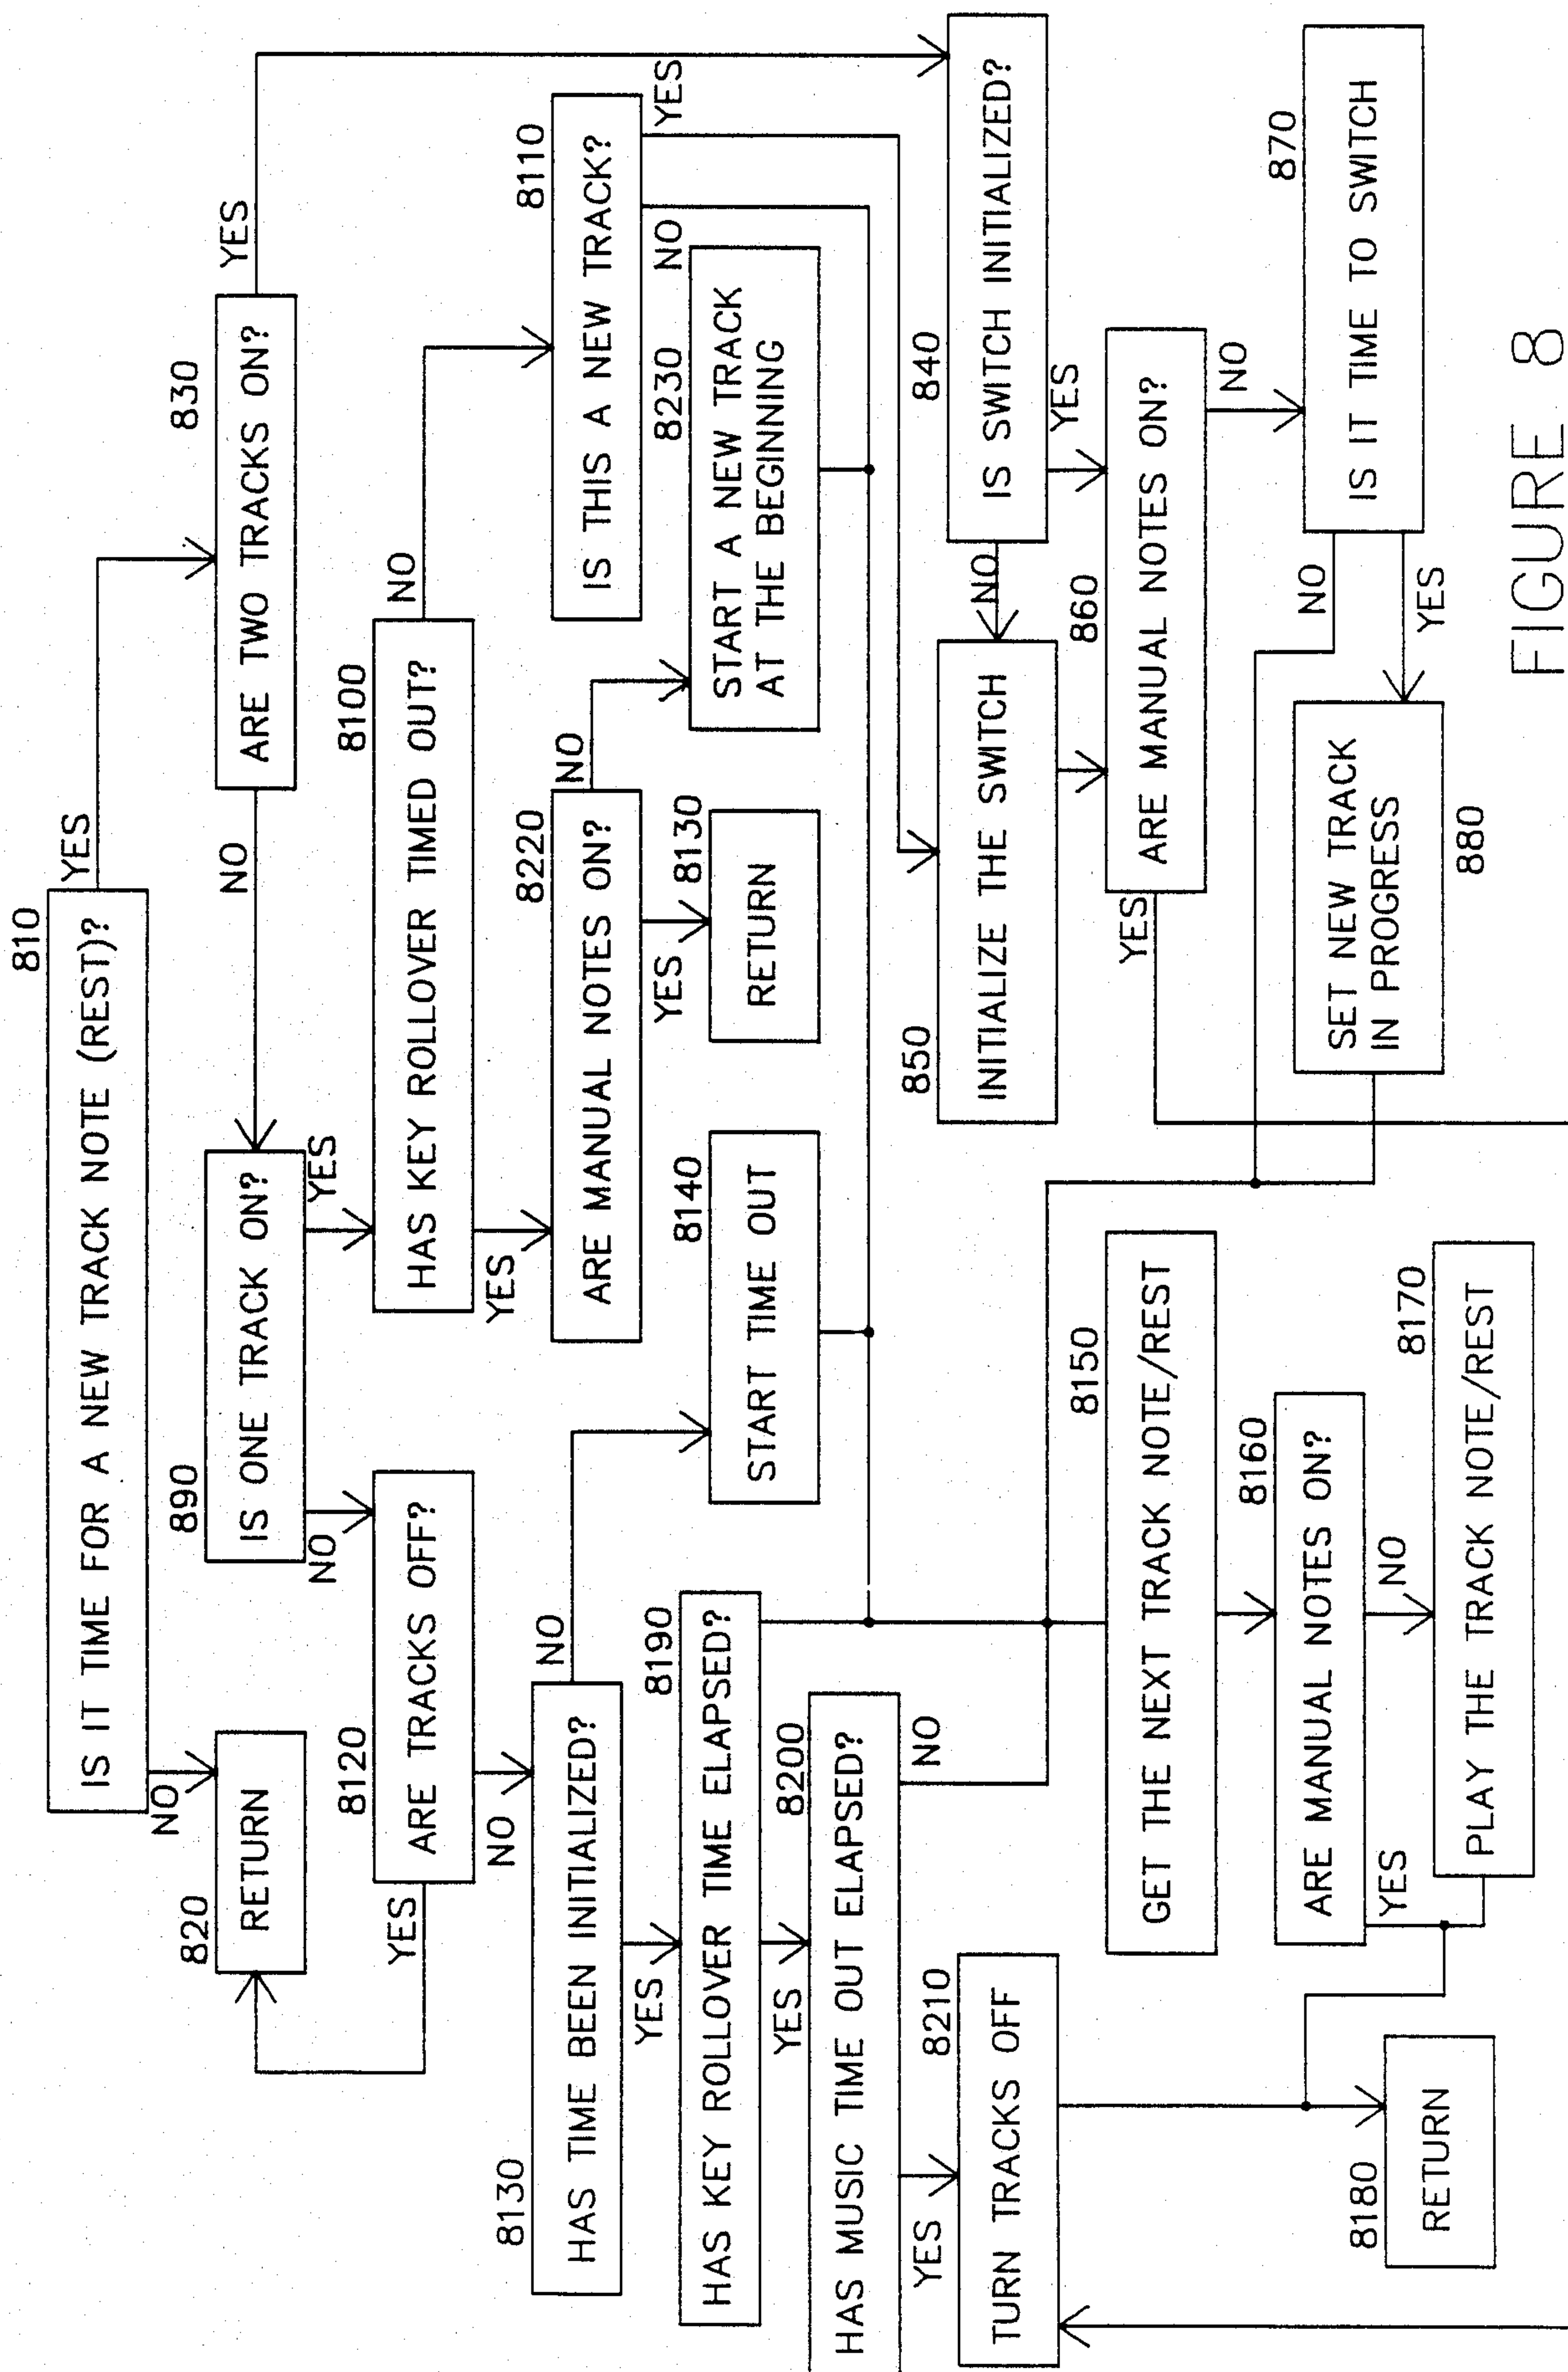 810
IS IT TIME FOR A NEW TRACK NOTE (REST)?
YES
NO
820
RETURN
830
ARE TWO TRACKS ON?
YES
NO
890
IS ONE TRACK ON?
YES
NO
8120
ARE TRACKS OFF?
YES
NO
8100
HAS KEY ROLLOVER TIMED OUT?
NO
YES
8110
IS THIS A NEW TRACK?
YES
NO
8220
ARE MANUAL NOTES ON?
NO
YES
8130
RETURN
8230
START A NEW TRACK
AT THE BEGINNING
8130
HAS TIME BEEN INITIALIZED?
NO
YES
8140
START TIME OUT
8190
HAS KEY ROLLOVER TIME ELAPSED?
YES
8200
HAS MUSIC TIME OUT ELAPSED?
NO
YES
8210
TURN TRACKS OFF
840
IS SWITCH INITIALIZED?
NO
YES
850
INITIALIZE THE SWITCH
860
ARE MANUAL NOTES ON?
YES
NO
870
IS IT TIME TO SWITCH
NO
YES
SET NEW TRACK
IN PROGRESS
880
8150
GET THE NEXT TRACK NOTE/REST
8160
ARE MANUAL NOTES ON?
YES
NO
8170
PLAY THE TRACK NOTE/REST
8180
RETURN
FIGURE 8